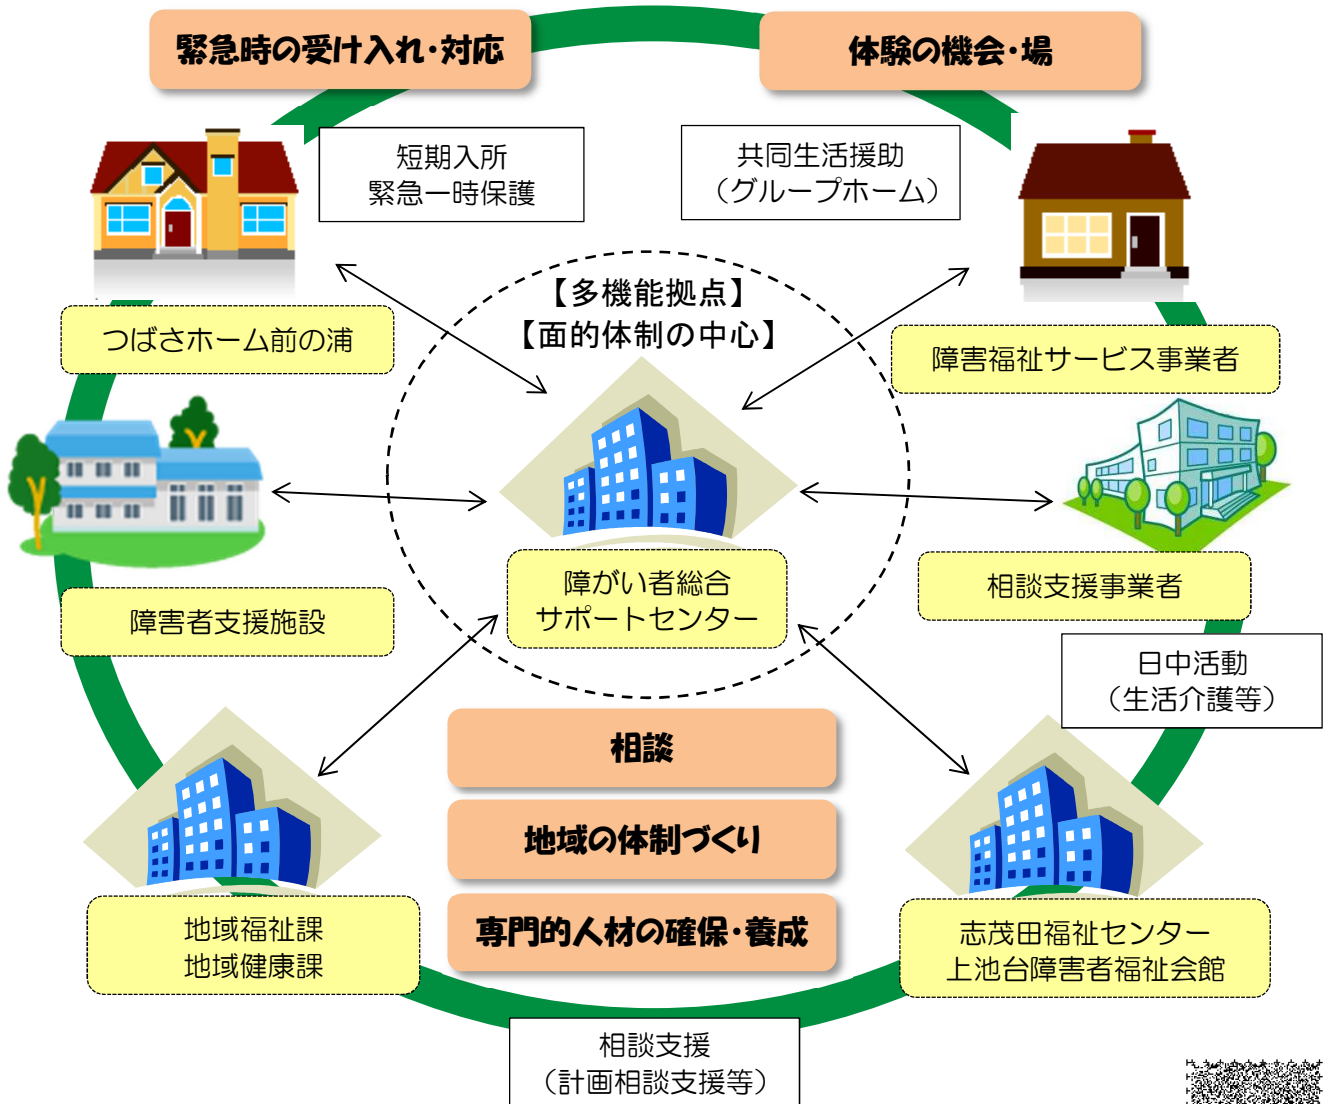 緊急時の受け入れ・対応
体験の機会・場
短期入所
緊急一時保護
共同生活援助
（グループホーム）
【多機能拠点】
【面的体制の中心】
つばさホーム前の浦
障害福祉サービス事業者
障がい者総合
サポートセンター
障害者支援施設
相談支援事業者
日中活動
（生活介護等）
相談
地域の体制づくり
専門的人材の確保・養成
地域福祉課
地域健康課
志茂田福祉センター
上池台障害者福祉会館
相談支援
（計画相談支援等）